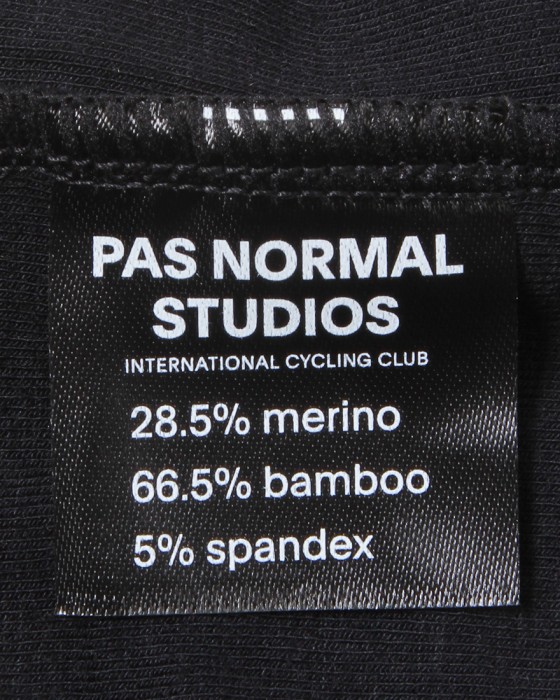 PAS NORMAL
STUDIOS
INTERNATIONAL CYCLING CLUB
28.5% merino
66.5% bamboo
5% spandex